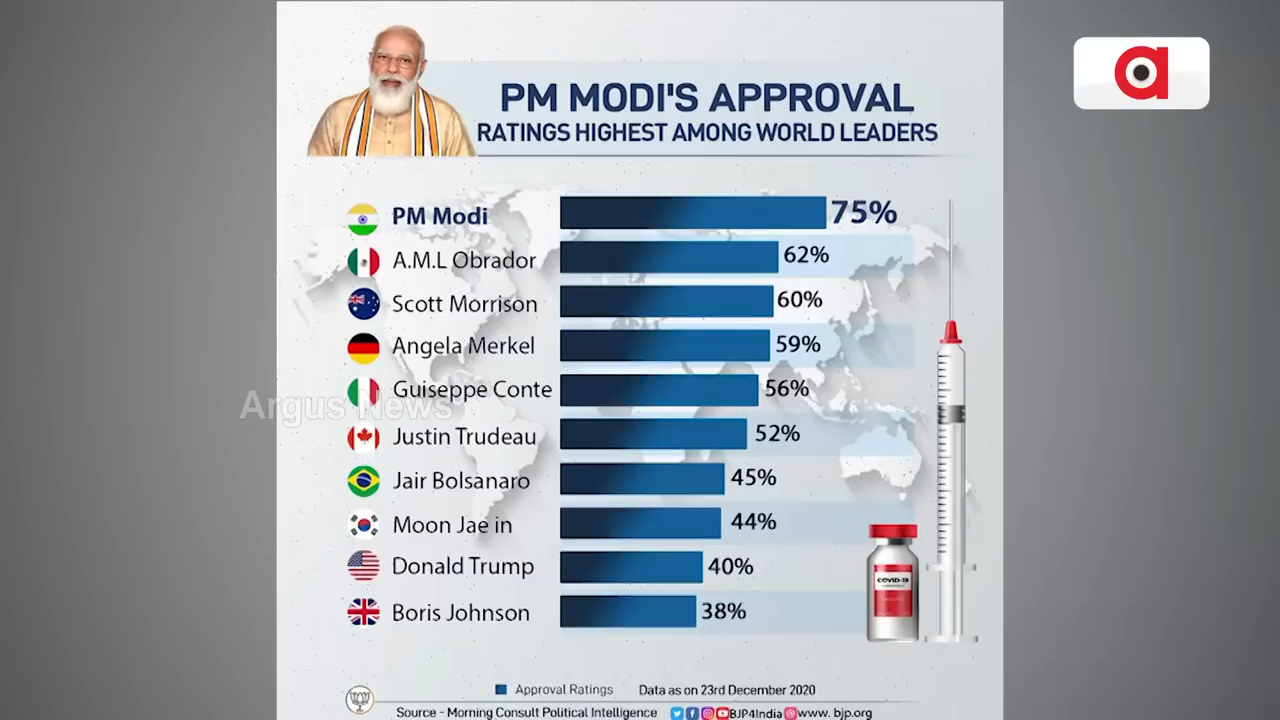 PM MODI'S APPROVAL
RATINGS HIGHEST AMONG WORLD LEADERS
PM Modi 75%
A.M.L Obrador 62%
Scott Morrison 60%
Angela Merkel 59%
Guiseppe Conte 56%
Argus News
Justin Trudeau 52%
Jair Bolsanaro 45%
Moon Jae in 44%
Donald Trump 40%
Boris Johnson 38%
COVID-19
Approval Ratings Data as on 23rd December 2020
Source - Morning Consult Political Intelligence BJP4India www. bjp.org